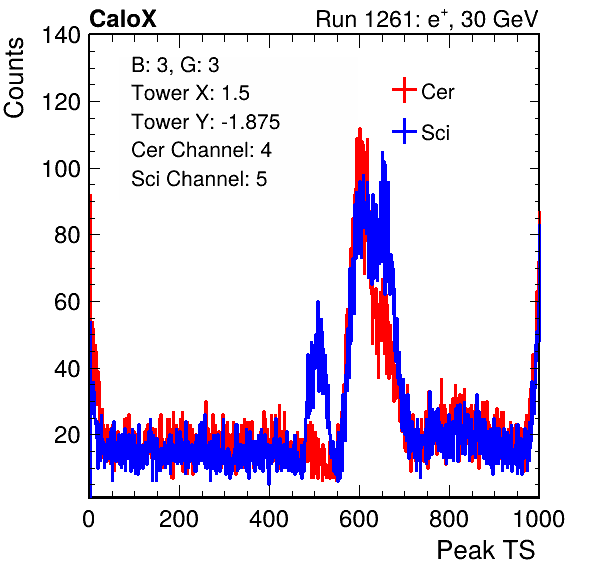 CaloX Run 1261: e⁺, 30 GeV
Counts
140
120
100
80
60
40
20
B: 3, G: 3
Tower X: 1.5
Tower Y: -1.875
Cer Channel: 4
Sci Channel: 5
Cer
Sci
0 200 400 600 800 1000
Peak TS